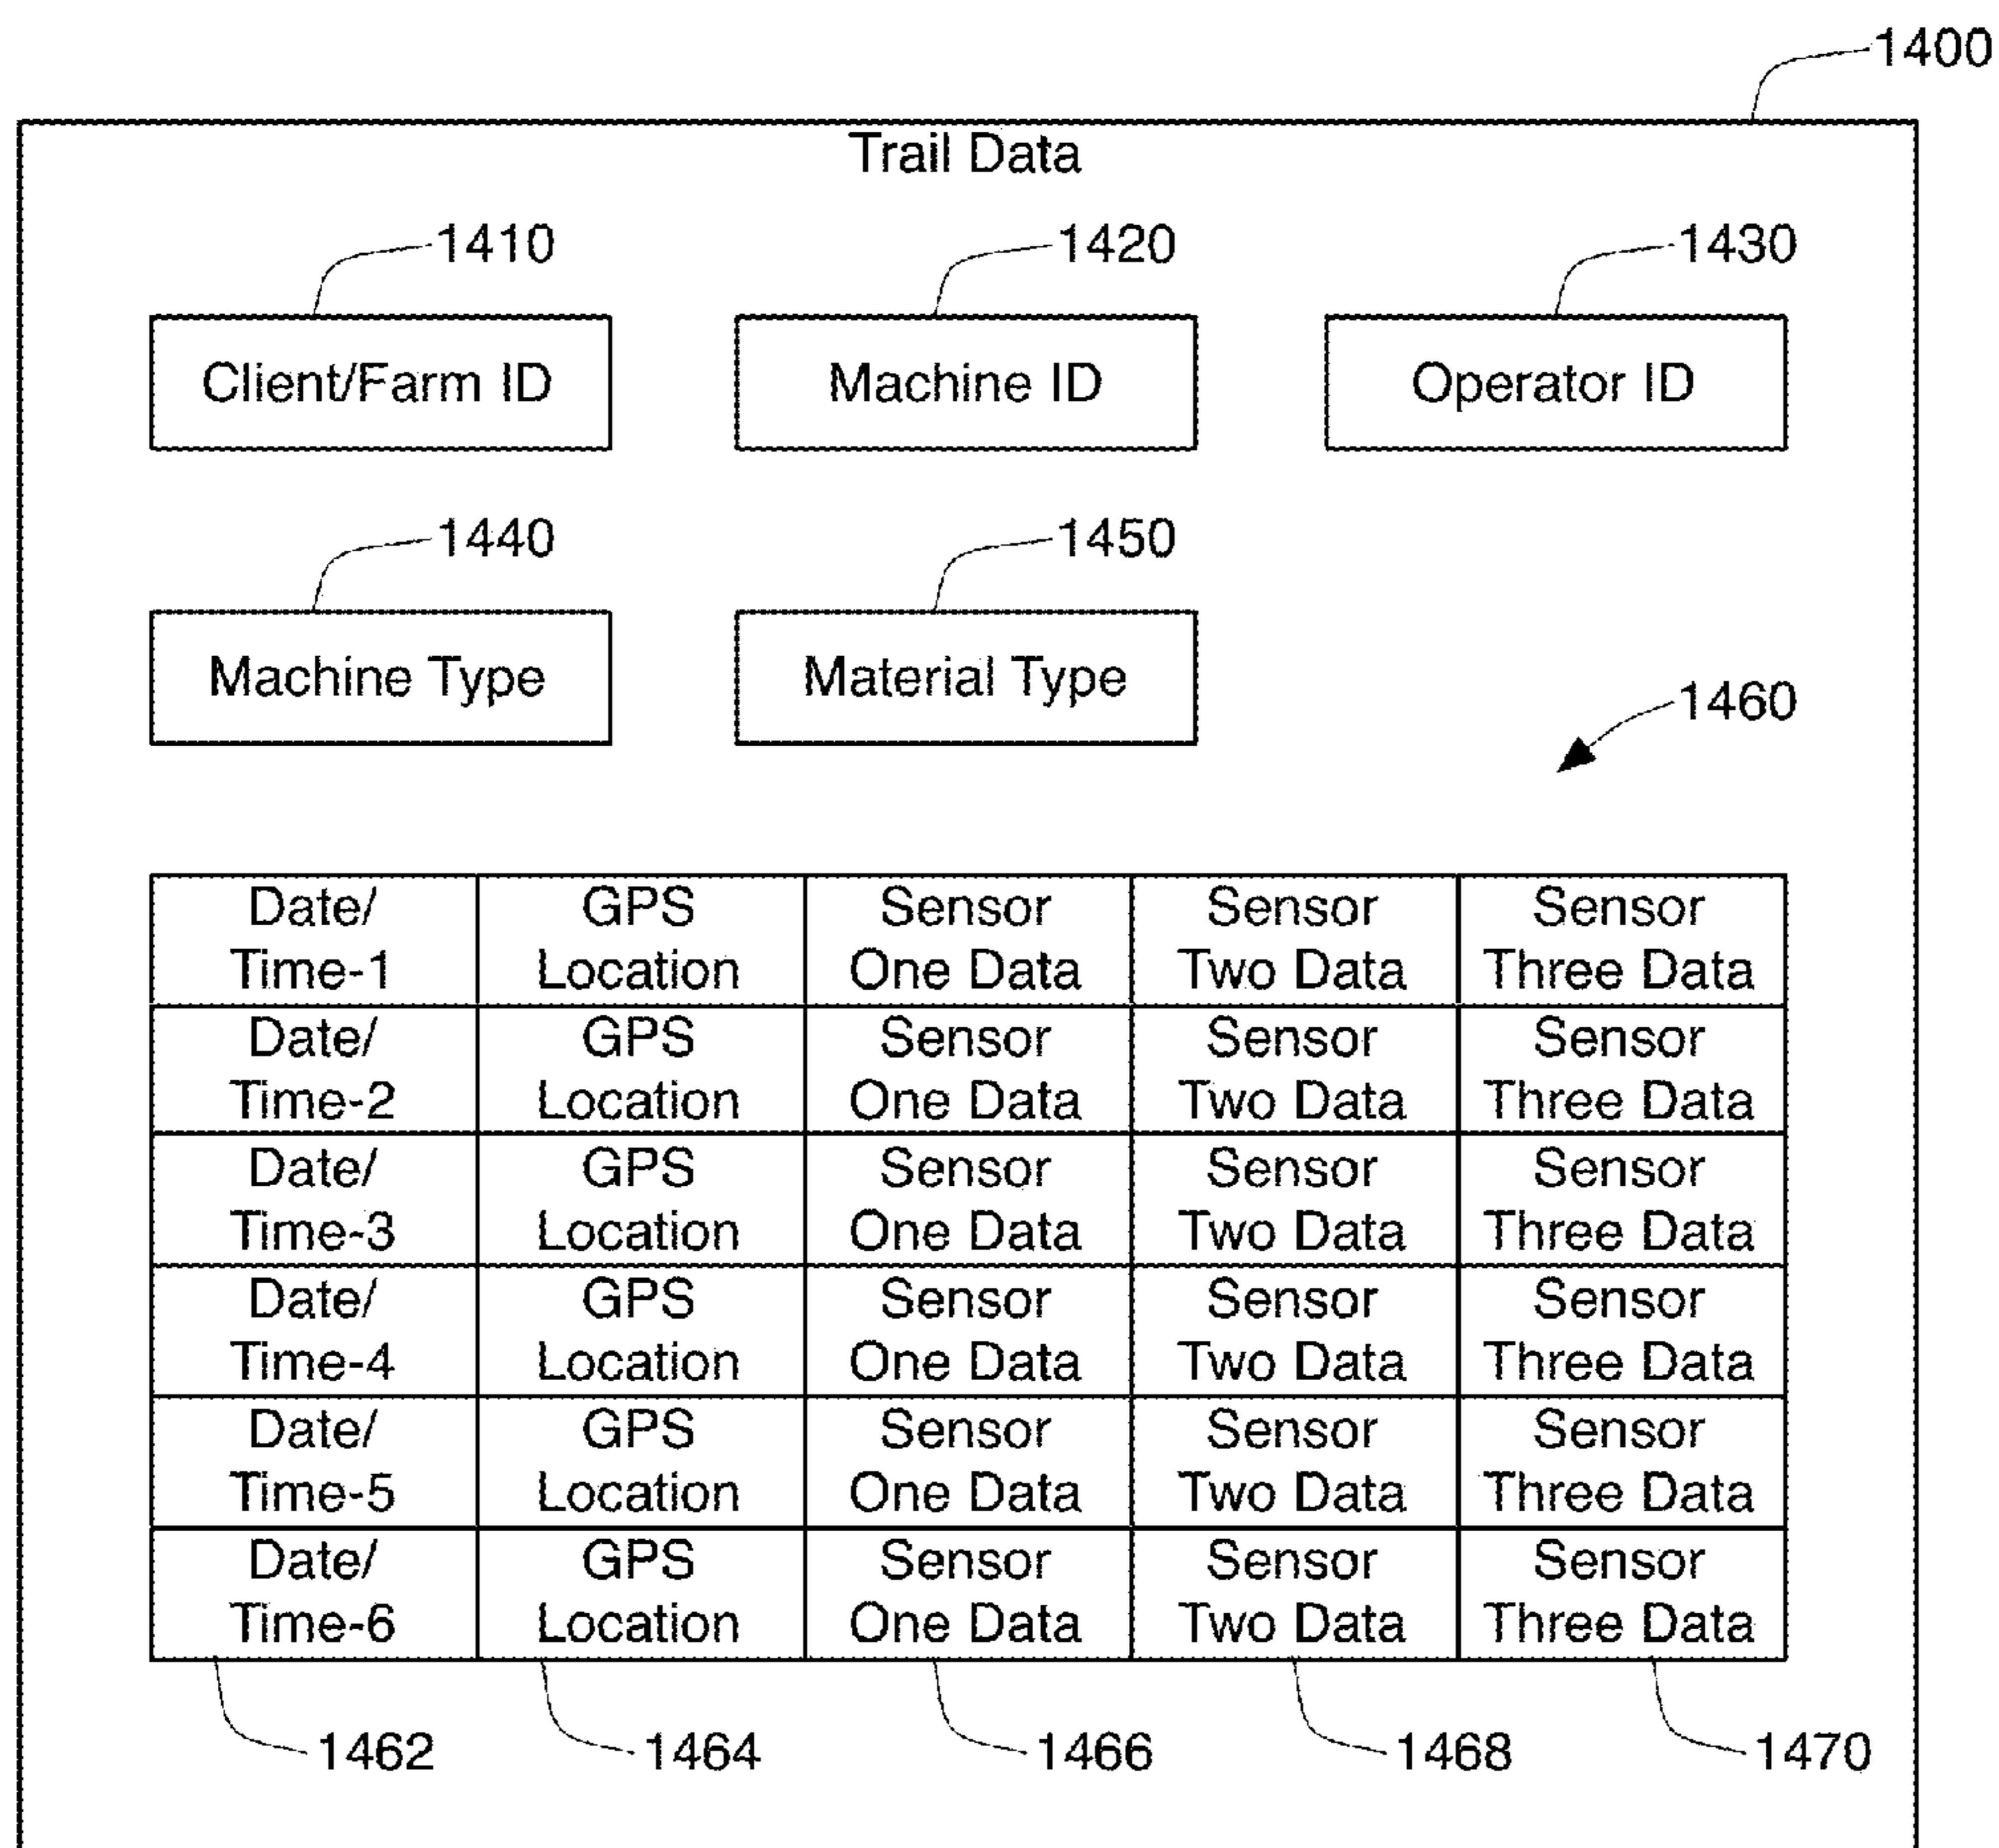 1400
Trail Data
1410 1420 1430
Client/Farm ID Machine ID Operator ID
1440 1450
Machine Type Material Type
1460
Date/ GPS Sensor Sensor Sensor
Time-1 Location One Data Two Data Three Data
Date/ GPS Sensor Sensor Sensor
Time-2 Location One Data Two Data Three Data
Date/ GPS Sensor Sensor Sensor
Time-3 Location One Data Two Data Three Data
Date/ GPS Sensor Sensor Sensor
Time-4 Location One Data Two Data Three Data
Date/ GPS Sensor Sensor Sensor
Time-5 Location One Data Two Data Three Data
Date/ GPS Sensor Sensor Sensor
Time-6 Location One Data Two Data Three Data
1462 1464 1466 1468 1470